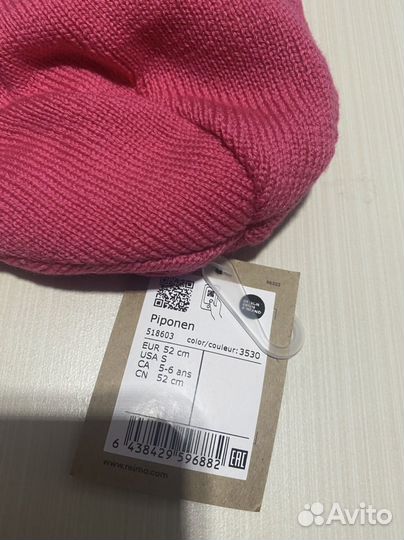 Piponen
518603 color/couleur: 3530
EUR 52 cm
USA S
CA 5-6 ans
CN 52 cm
6 438429 596882
EAC
www.reima.com
Avito